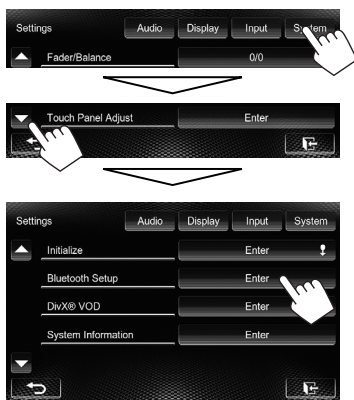 Settings Audio Display Input System
Fader/Balance 0/0
Touch Panel Adjust Enter
Settings Audio Display Input System
Initialize Enter
Bluetooth Setup Enter
DivX® VOD Enter
System Information Enter